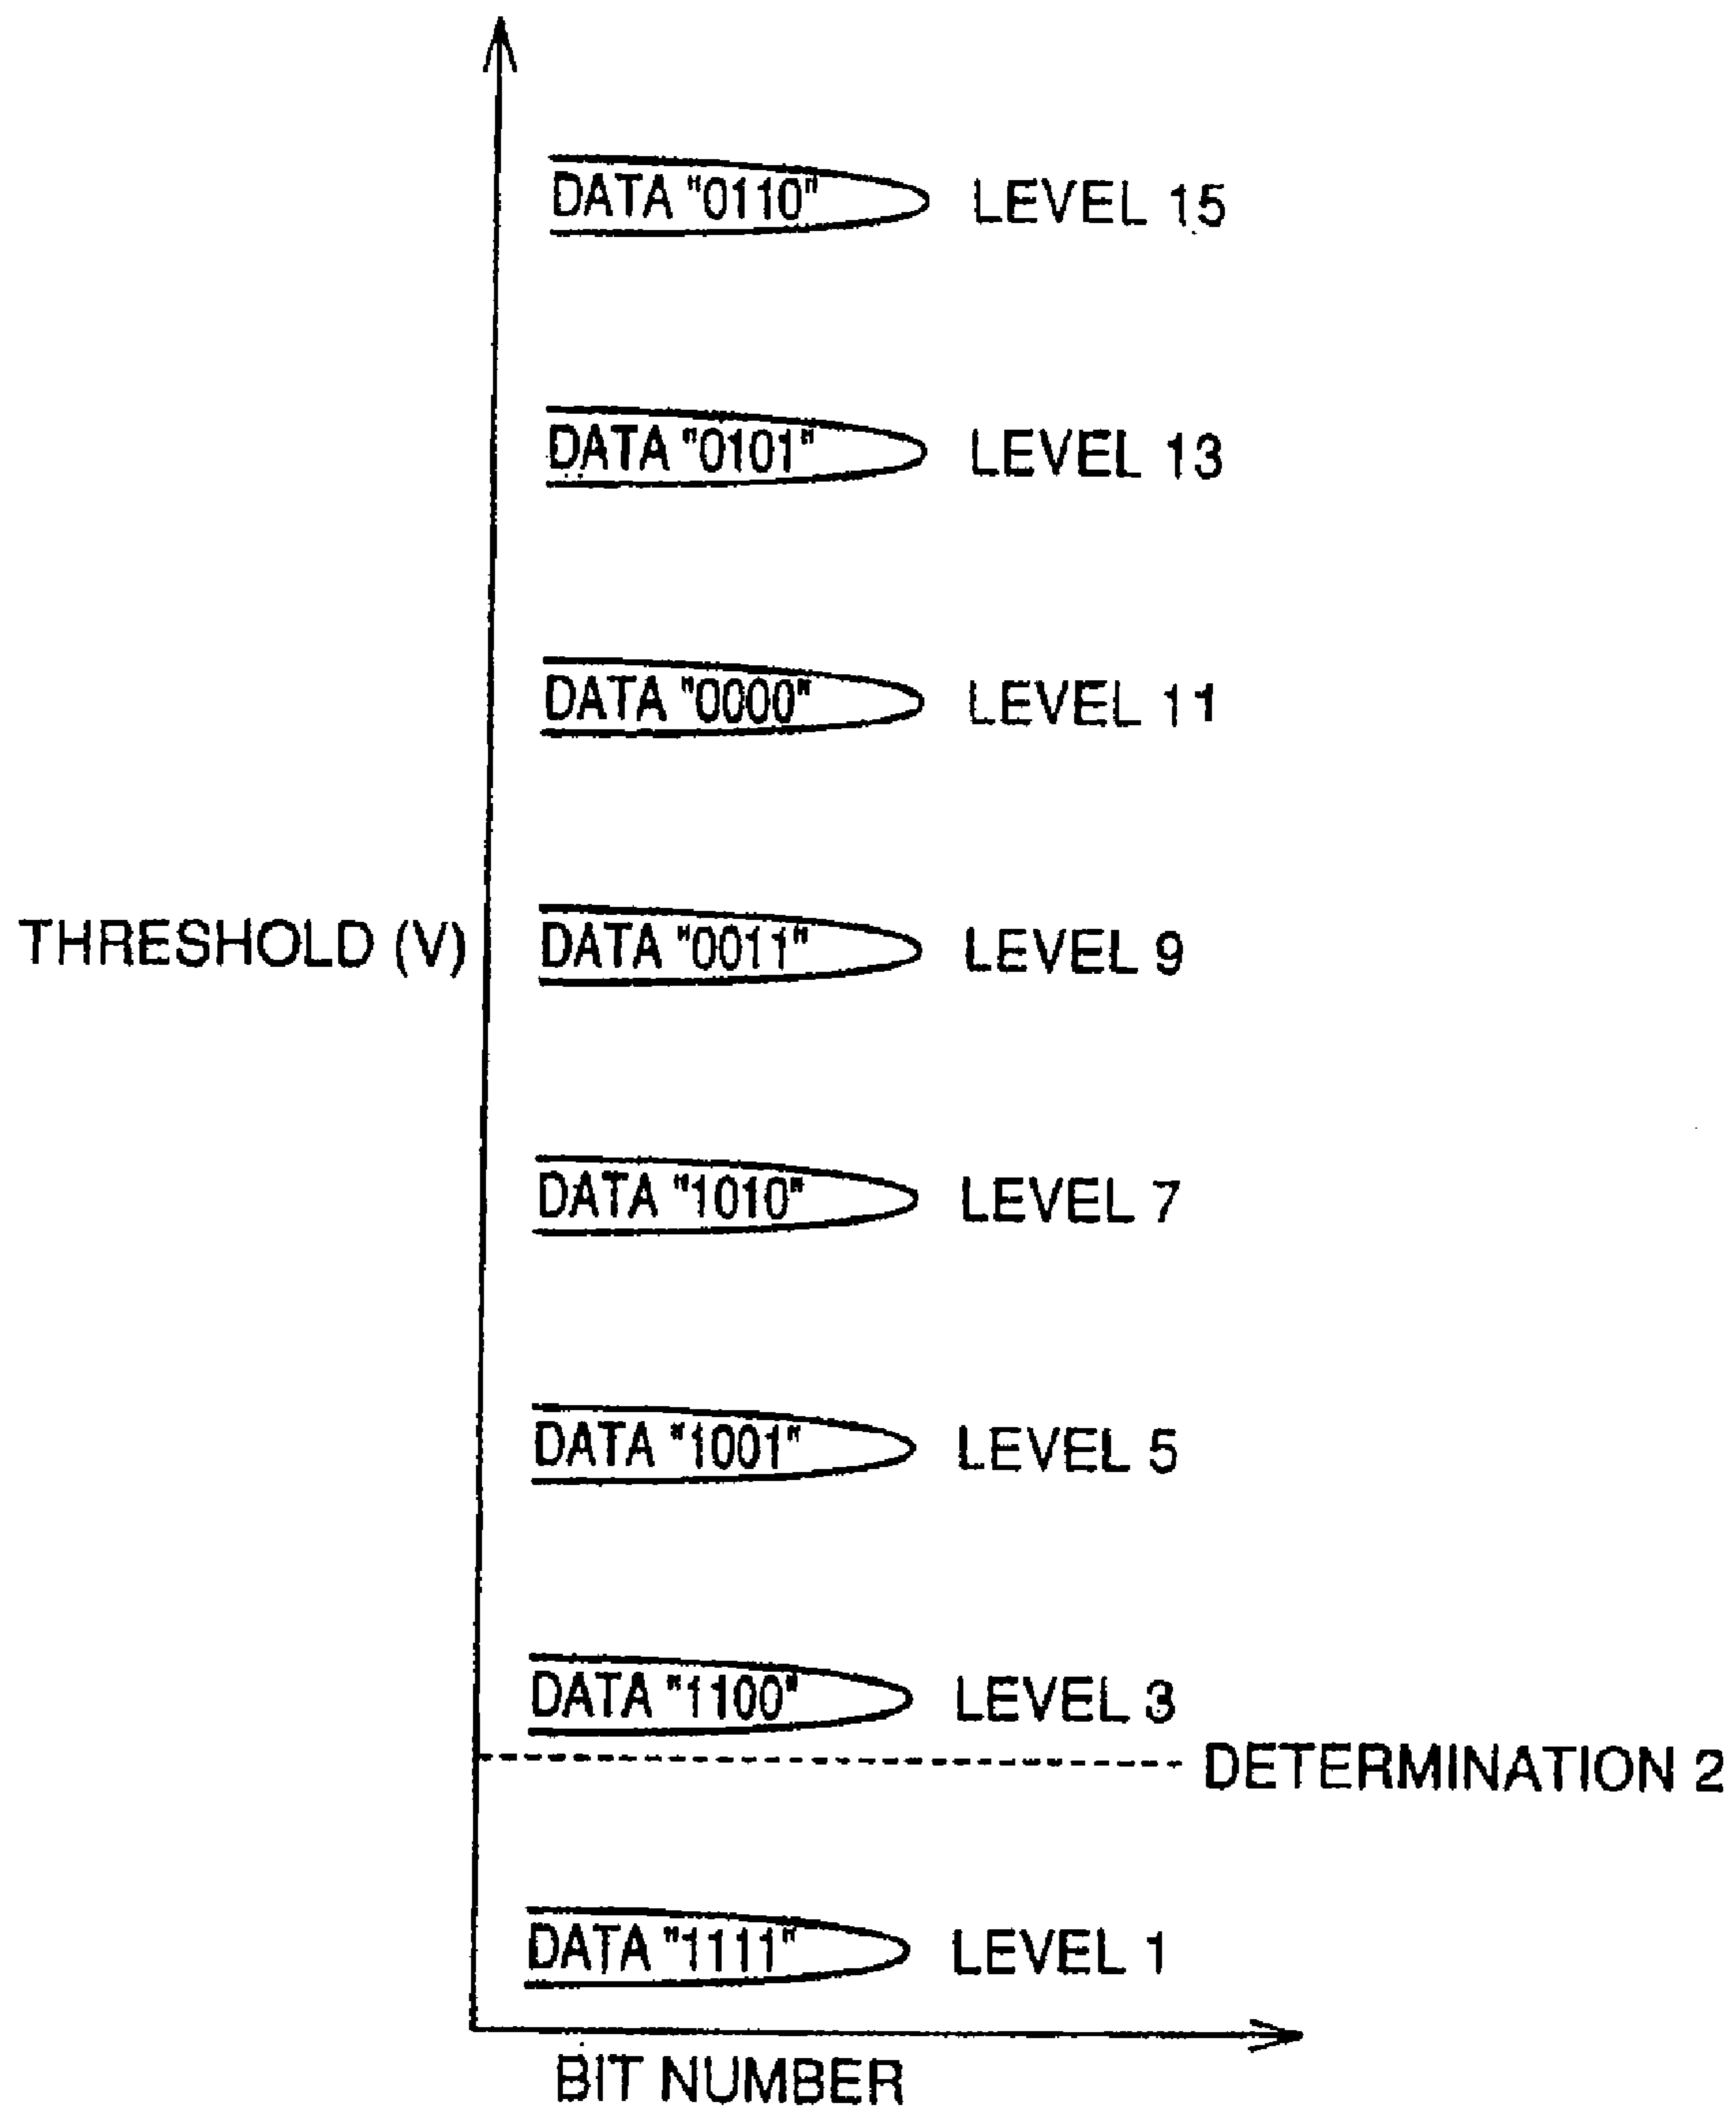 DATA "0110" LEVEL 15
DATA "0101" LEVEL 13
DATA "0000" LEVEL 11
THRESHOLD (V) DATA "0011" LEVEL 9
DATA "1010" LEVEL 7
DATA "1001" LEVEL 5
DATA "1100" LEVEL 3
DETERMINATION 2
DATA "1111" LEVEL 1
BIT NUMBER